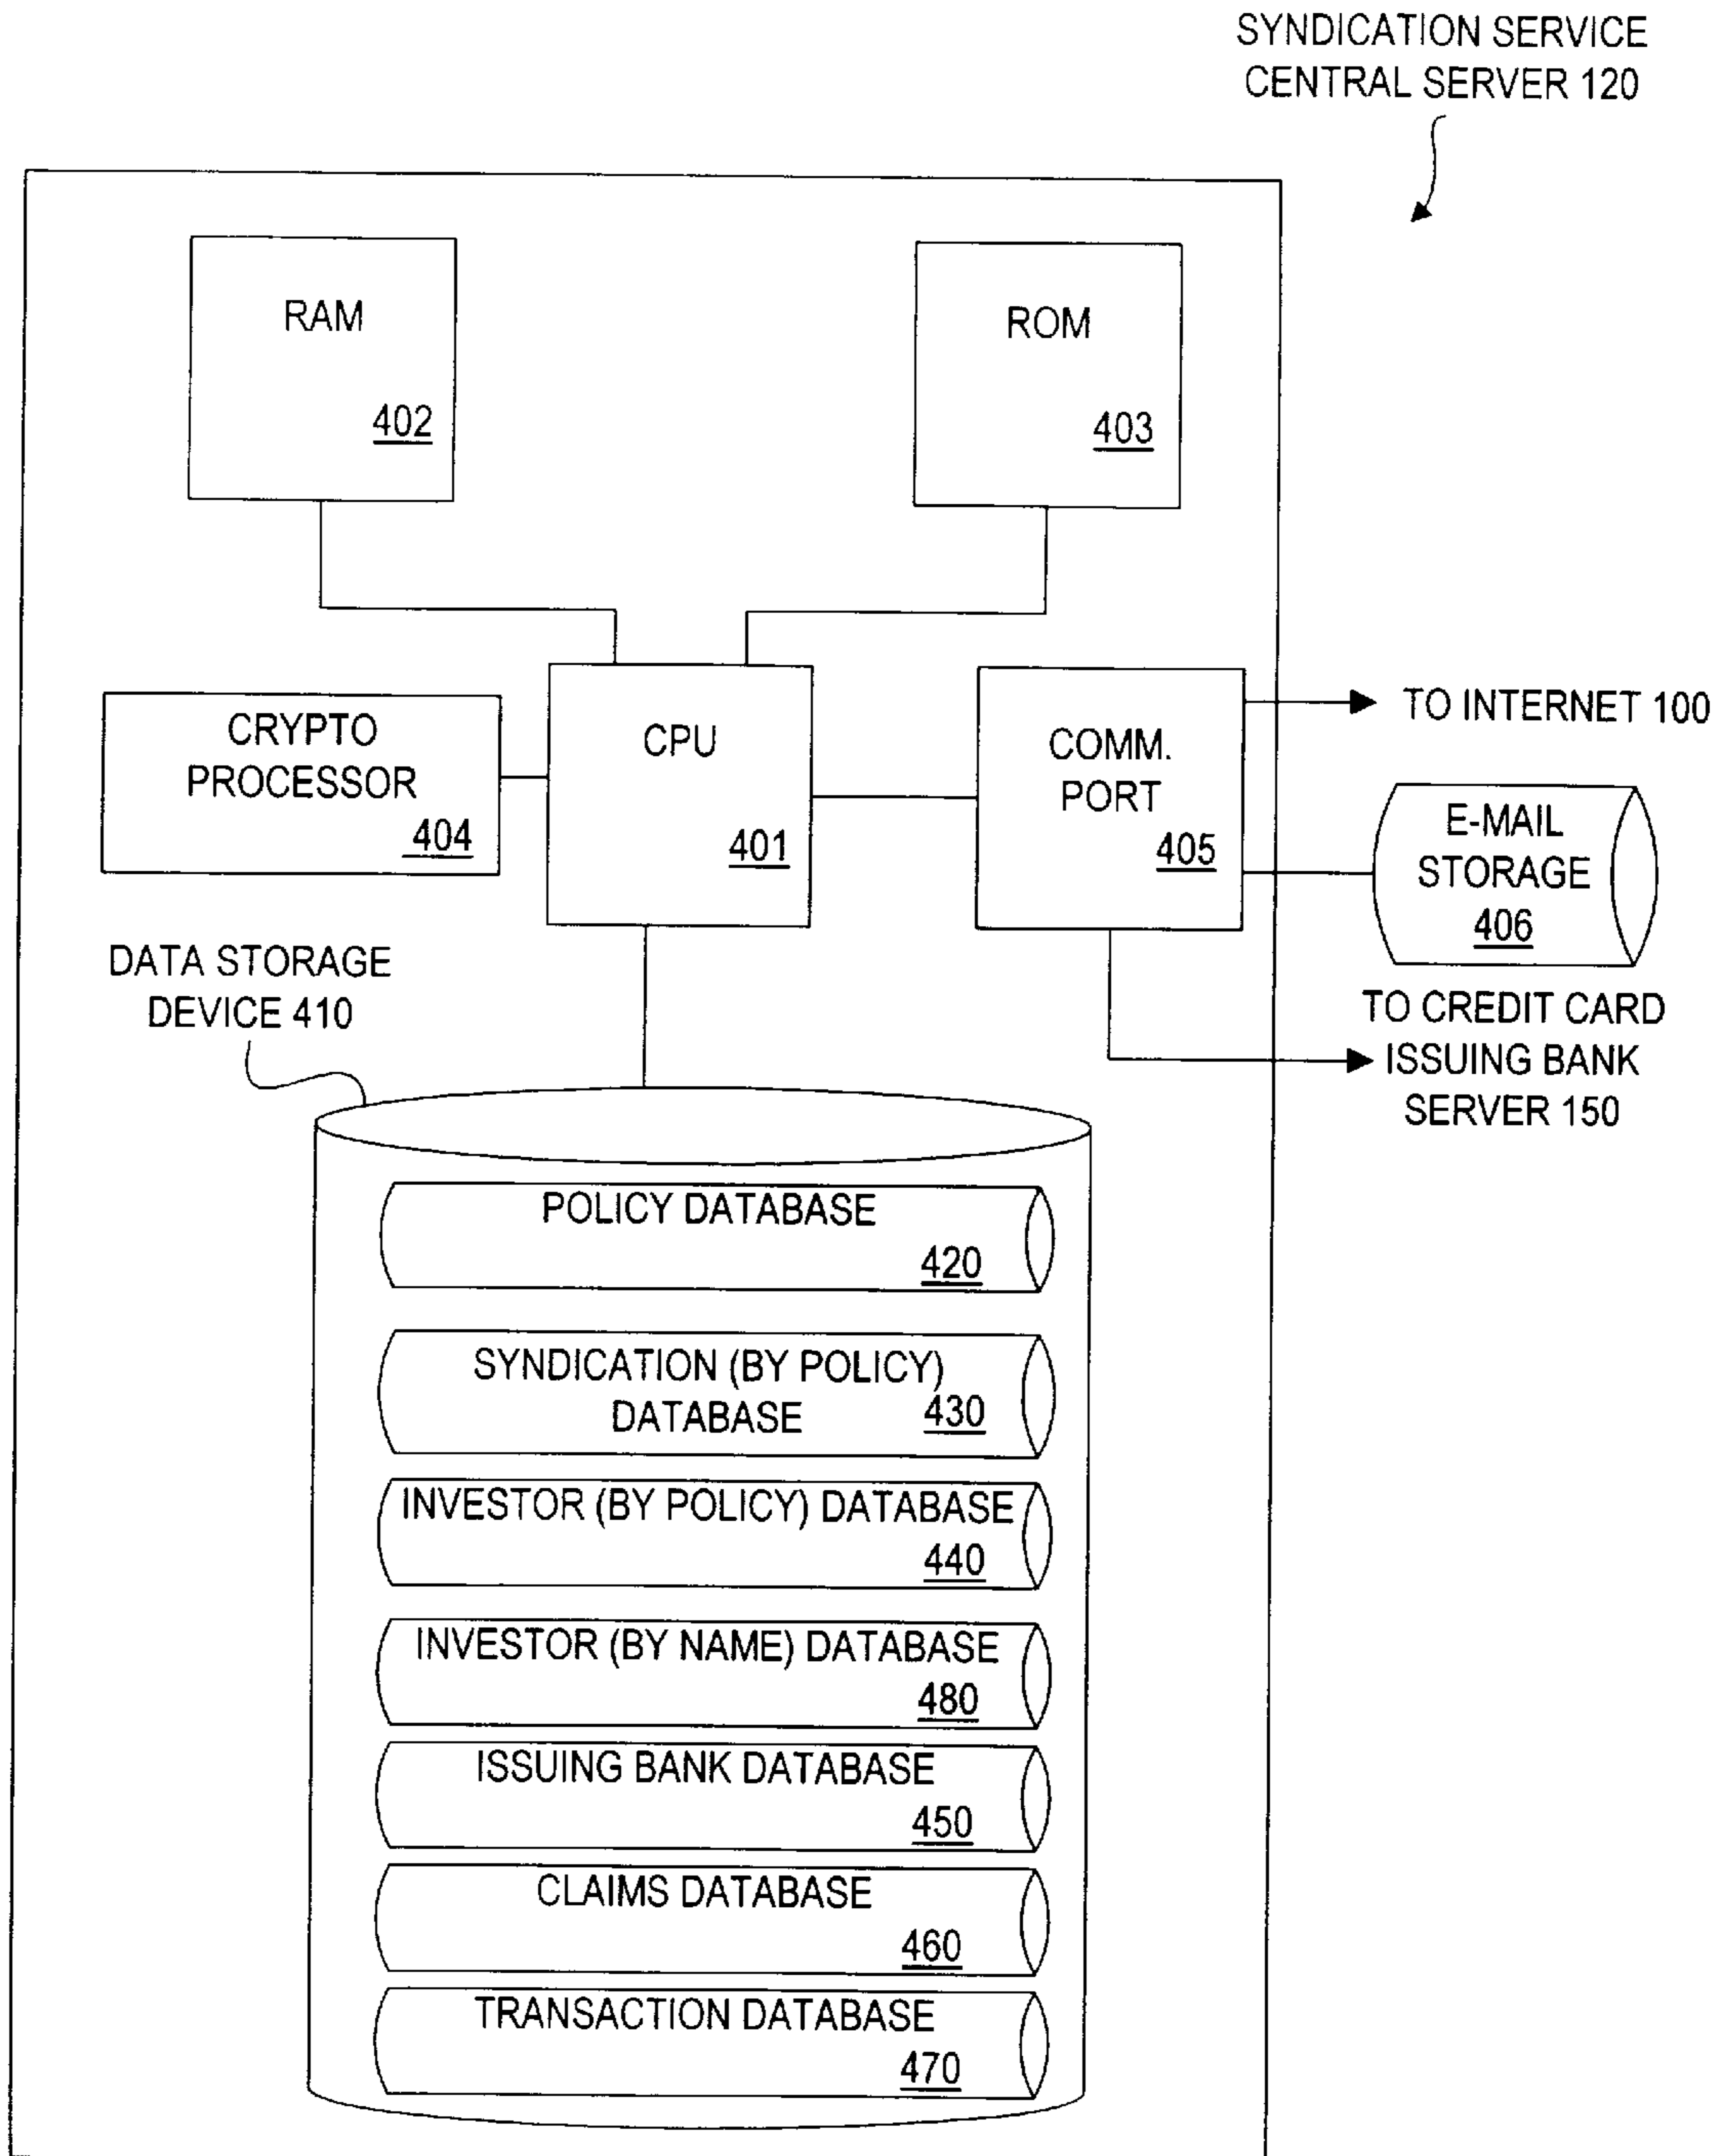 SYNDICATION SERVICE
CENTRAL SERVER 120
RAM
402
ROM
403
CRYPTO
PROCESSOR
404
CPU
401
COMM.
PORT
405
TO INTERNET 100
E-MAIL
STORAGE
406
TO CREDIT CARD
ISSUING BANK
SERVER 150
DATA STORAGE
DEVICE 410
POLICY DATABASE
420
SYNDICATION (BY POLICY)
DATABASE 430
INVESTOR (BY POLICY) DATABASE
440
INVESTOR (BY NAME) DATABASE
480
ISSUING BANK DATABASE
450
CLAIMS DATABASE
460
TRANSACTION DATABASE
470